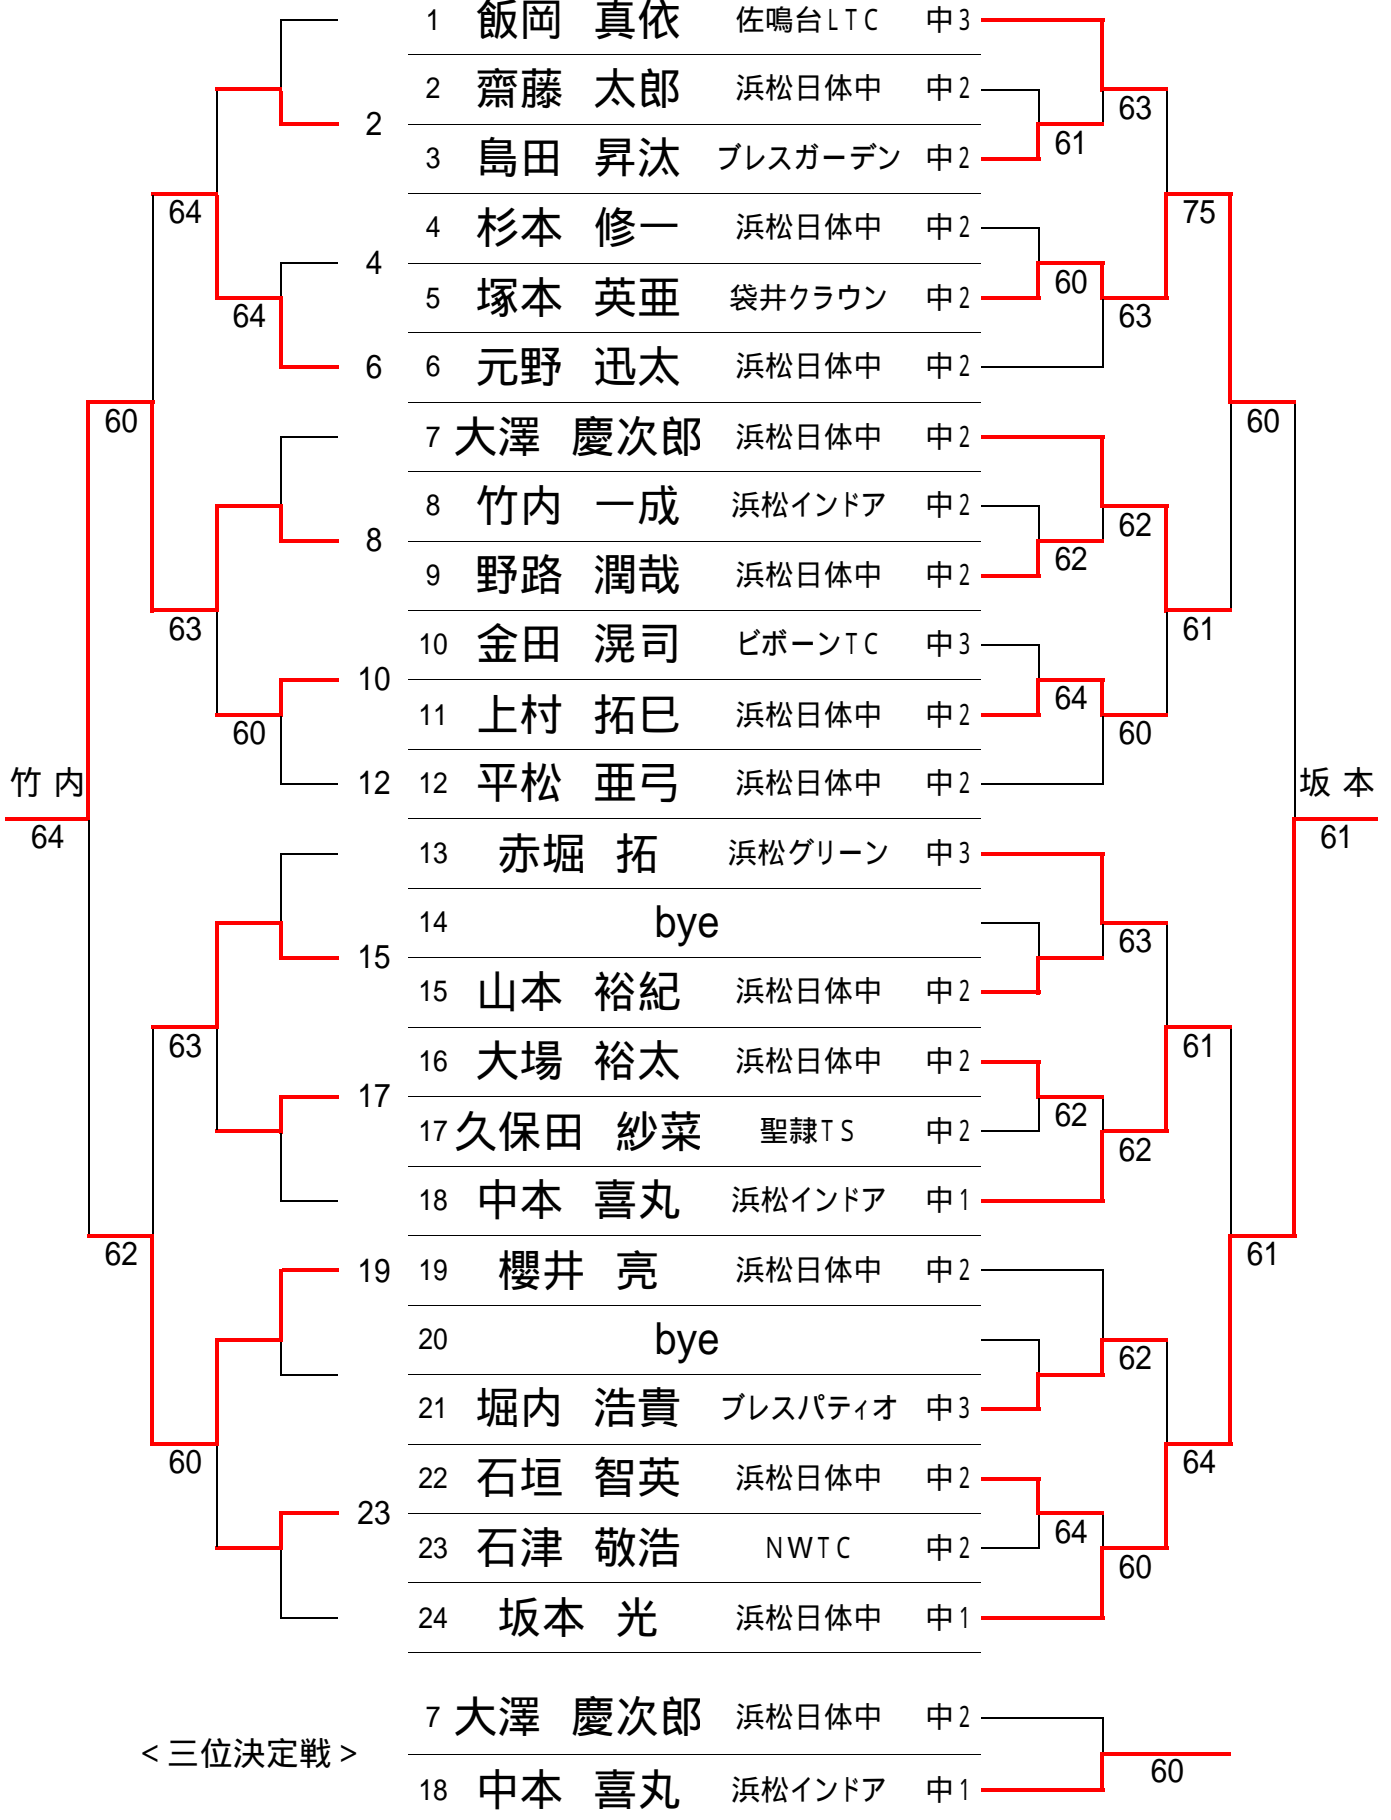 1 飯岡 真依 佐鳴台LTC 中3
2 齋藤 太郎 浜松日体中 中2 63
2 61
3 島田 昇汰 ブレスガーデン 中2
64 75
4 杉本 修一 浜松日体中 中2
4 60
5 塚本 英亜 袋井クラウン 中2
64 63
6 6 元野 迅太 浜松日体中 中2
60 60
7 大澤 慶次郎 浜松日体中 中2
8 竹内 一成 浜松インドア 中2
62
8 62
9 野路 潤哉 浜松日体中 中2
63 61
10 金田 滉司 ビボーンTC 中3
10 64
11 上村 拓巳 浜松日体中 中2
60 60
竹内 12 12 平松 亜弓 浜松日体中 中2 坂本
64 61
13 赤堀 拓 浜松グリーン 中3
14 bye
63
15
15 山本 裕紀 浜松日体中 中2
63 61
16 大場 裕太 浜松日体中 中2
17 62
17 久保田 紗菜 聖隷TS 中2
62
18 中本 喜丸 浜松インドア 中1
62 61
19 19 櫻井 亮 浜松日体中 中2
20 bye
62
21 堀内 浩貴 ブレスパティオ 中3
60 64
22 石垣 智英 浜松日体中 中2
23 64
23 石津 敬浩 NWTC 中2
60
24 坂本 光 浜松日体中 中1
7 大澤 慶次郎 浜松日体中 中2
<三位決定戦>
60
18 中本 喜丸 浜松インドア 中1